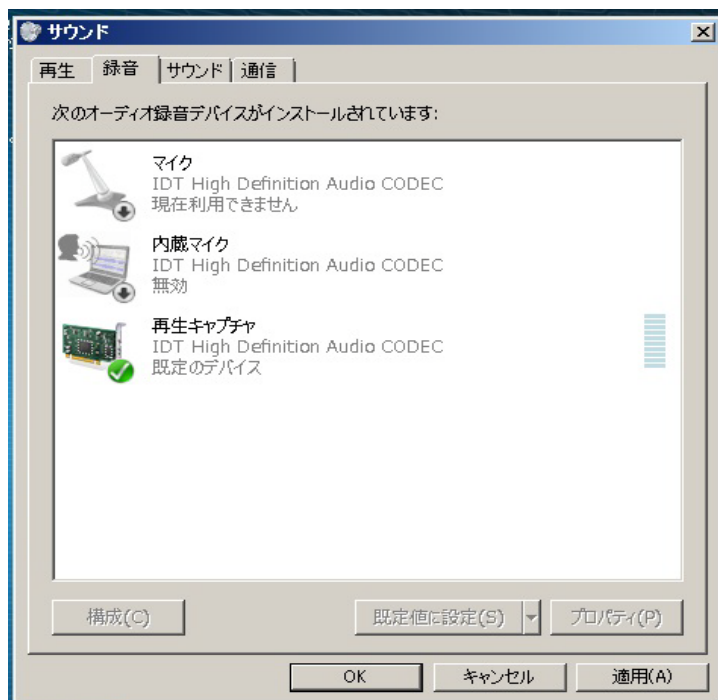 サウンド
再生 録音 サウンド 通信
次のオーディオ録音デバイスがインストールされています:
マイク
IDT High Definition Audio CODEC
現在利用できません
内蔵マイク
IDT High Definition Audio CODEC
無効
再生キャプチャ
IDT High Definition Audio CODEC
既定のデバイス
構成(C) 既定値に設定(S) プロパティ(P)
OK キャンセル 適用(A)